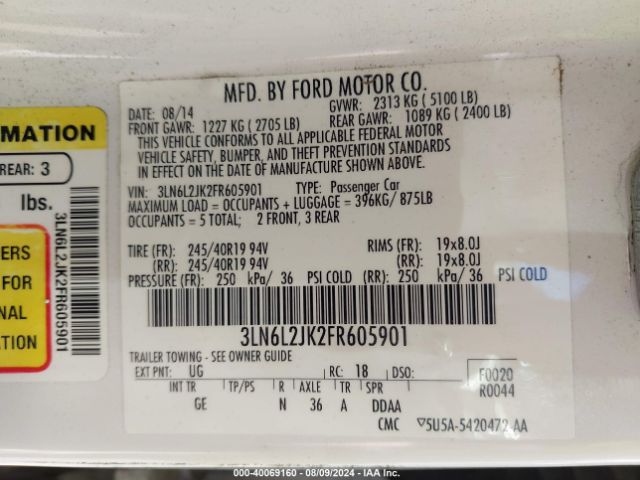 MFD. BY FORD MOTOR CO.
DATE: 08/14 GVWR: 2313 KG ( 5100 LB)
FRONT GAWR: 1227 KG ( 2705 LB) REAR GAWR: 1089 KG ( 2400 LB)
THIS VEHICLE CONFORMS TO ALL APPLICABLE FEDERAL MOTOR
VEHICLE SAFETY, BUMPER, AND THEFT PREVENTION STANDARDS
IN EFFECT ON THE DATE OF MANUFACTURE SHOWN ABOVE.
VIN: 3LN6L2JK2FR605901 TYPE: Passenger Car
MAXIMUM LOAD = OCCUPANTS + LUGGAGE = 396KG/ 875LB
OCCUPANTS = 5 TOTAL; 2 FRONT, 3 REAR
TIRE (FR): 245/40R19 94V RIMS (FR): 19x8.0J
(RR): 245/40R19 94V (RR): 19x8.0J
PRESSURE (FR): 250 kPa/ 36 PSI COLD (RR): 250 kPa/ 36 PSI COLD
3LN6L2JK2FR605901
TRAILER TOWING - SEE OWNER GUIDE
EXT PNT: UG RC: 18 DSO:
F0020
R0044
INT TR TP/PS R AXLE TR SPR
GE N 36 A DDAA
CMC 5U5A-5420472-AA
RMATION
REAR: 3
lbs.
3LN6L2JK2FR605901
ERS
FOR
NAL
ATION
COPART: 000-40069160 - 08/09/2024 - IAA Inc.